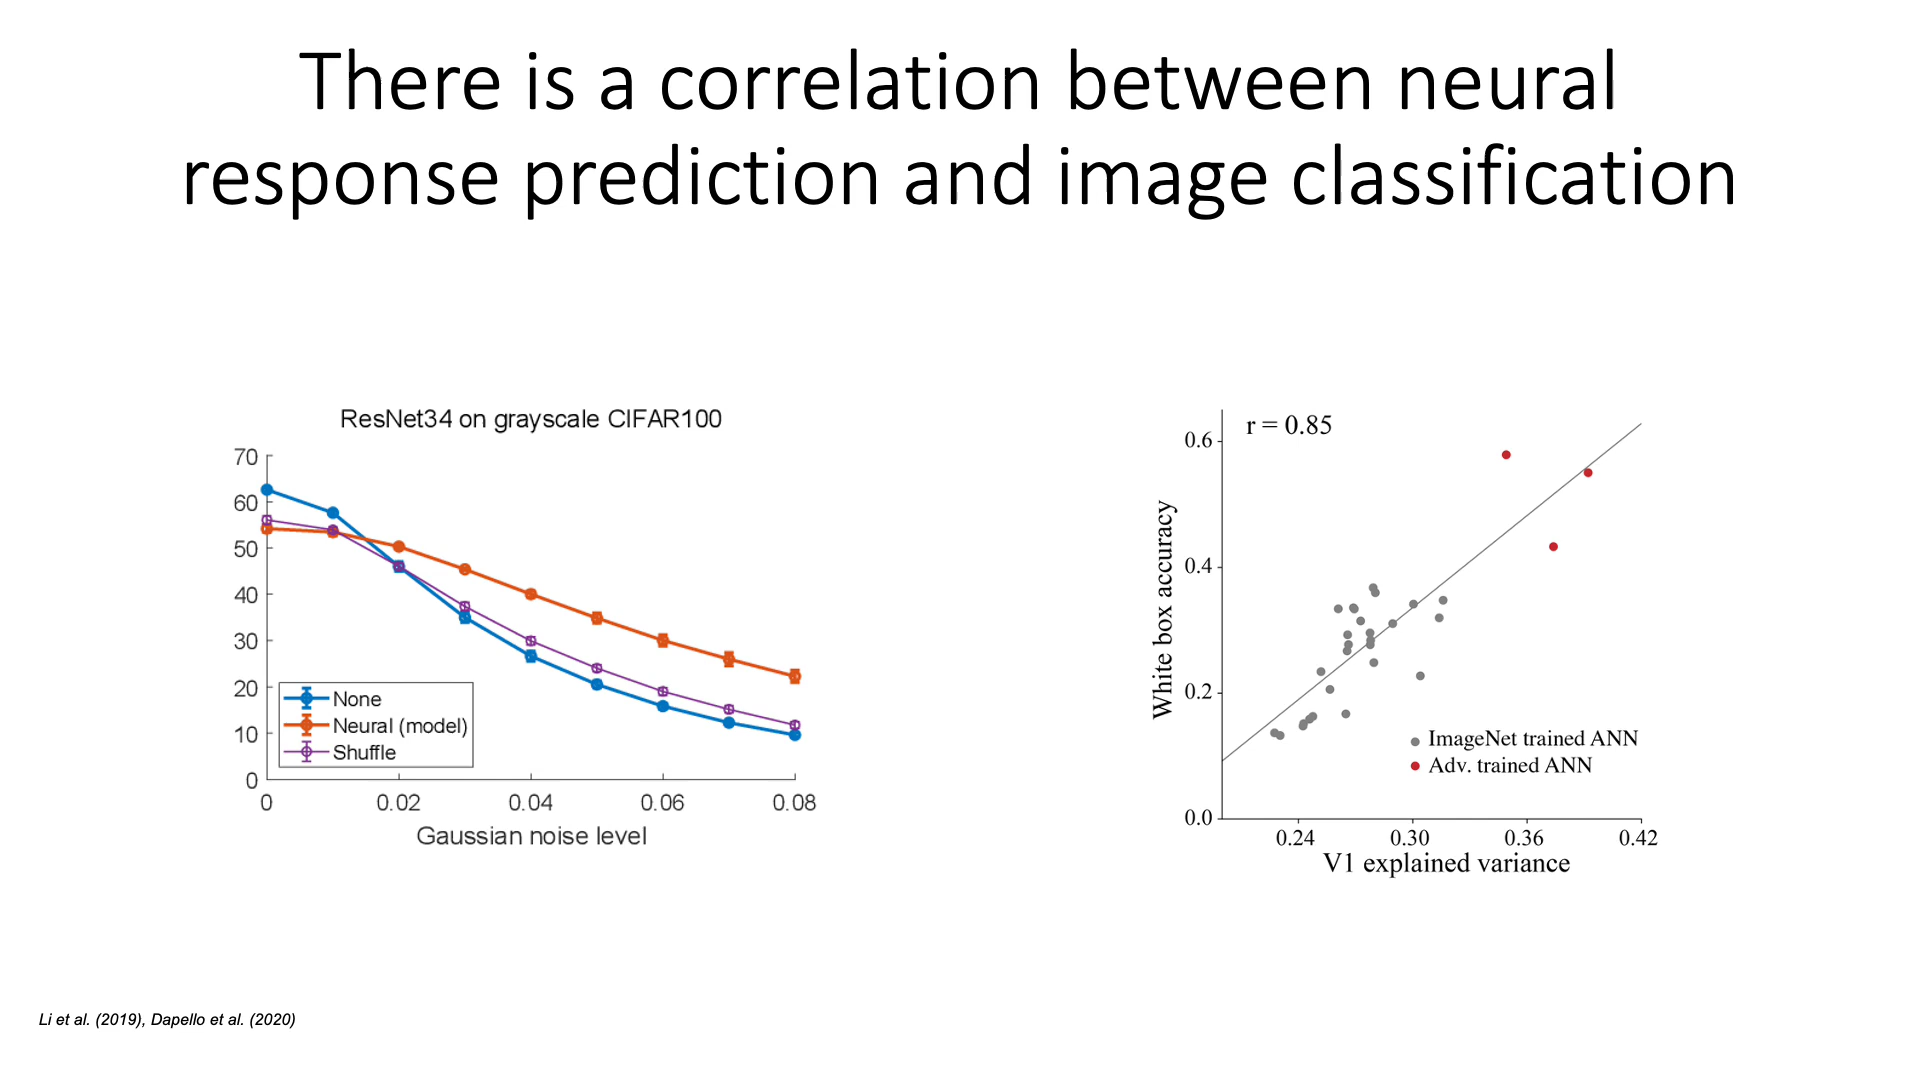 There is a correlation between neural
response prediction and image classification
ResNet34 on grayscale CIFAR100
70
60
50
40
30
20
10
0
None
Neural (model)
Shuffle
0 0.02 0.04 0.06 0.08
Gaussian noise level
r = 0.85
White box accuracy
0.6
0.4
0.2
0.0
ImageNet trained ANN
Adv. trained ANN
0.24 0.30 0.36 0.42
V1 explained variance
Li et al. (2019), Dapello et al. (2020)